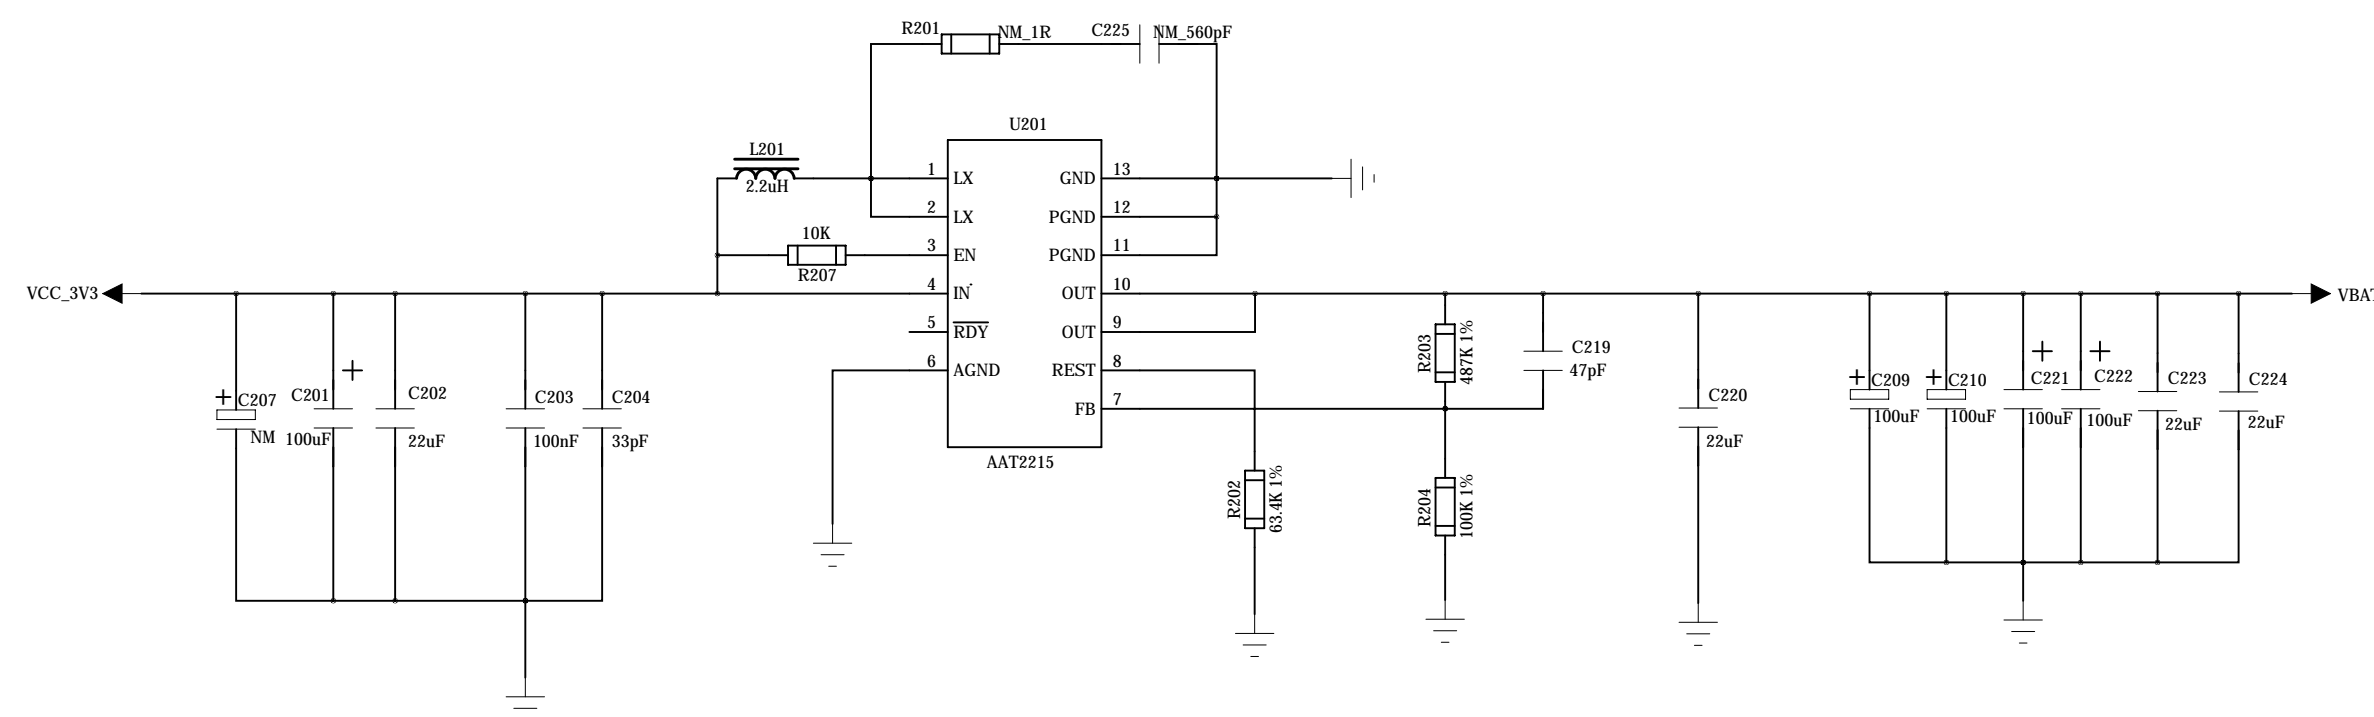 R201
NM_1R
C225
NM_560pF
U201
L201
2.2uH
1
LX
GND
13
2
LX
PGND
12
10K
R207
3
EN
PGND
11
VCC_3V3
4
IN
OUT
10
VBAT
5
RDY
OUT
9
6
AGND
REST
8
FB
7
AAT2215
+
C207
NM
C201
+
100uF
C202
22uF
C203
100nF
C204
33pF
R202
63.4K 1%
R203
487K 1%
C219
47pF
R204
100K 1%
C220
22uF
+
C209
100uF
+
C210
100uF
+
C221
100uF
+
C222
100uF
C223
22uF
C224
22uF